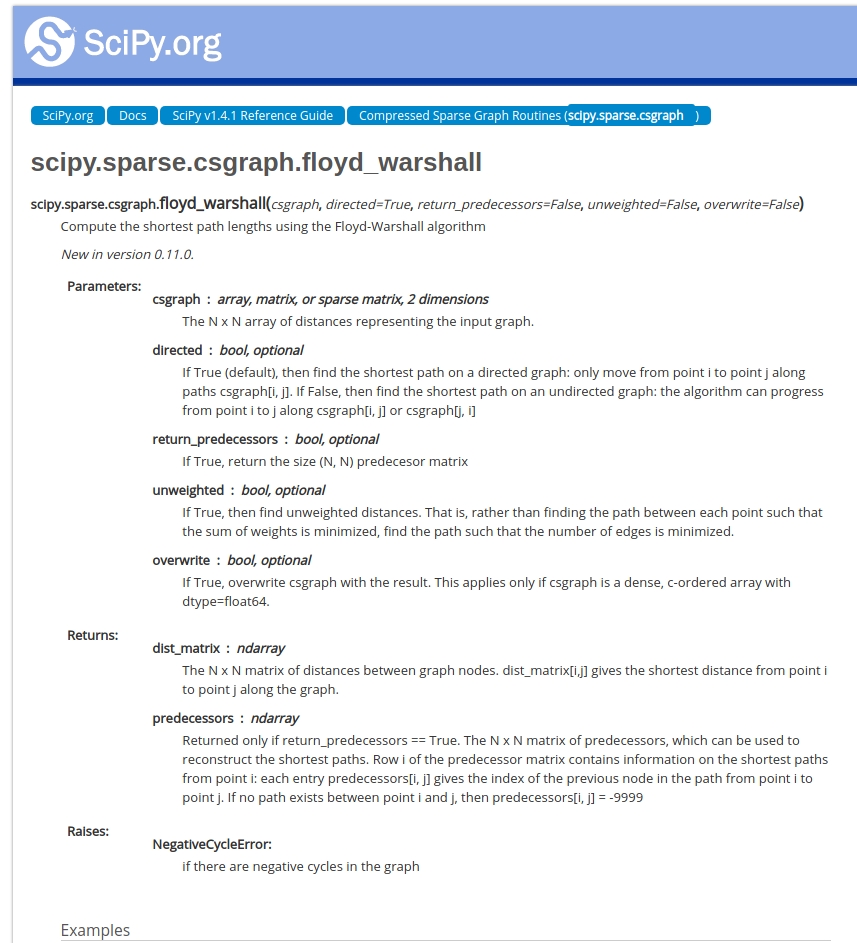 SciPy.org
SciPy.org Docs SciPy v1.4.1 Reference Guide Compressed Sparse Graph Routines (scipy.sparse.csgraph )
scipy.sparse.csgraph.floyd_warshall
scipy.sparse.csgraph.floyd_warshall(csgraph, directed=True, return_predecessors=False, unweighted=False, overwrite=False)
Compute the shortest path lengths using the Floyd-Warshall algorithm
New in version 0.11.0.
Parameters:
csgraph : array, matrix, or sparse matrix, 2 dimensions
The N x N array of distances representing the input graph.
directed : bool, optional
If True (default), then find the shortest path on a directed graph: only move from point i to point j along
paths csgraph[i, j]. If False, then find the shortest path on an undirected graph: the algorithm can progress
from point i to j along csgraph[i, j] or csgraph[j, i]
return_predecessors : bool, optional
If True, return the size (N, N) predecesor matrix
unweighted : bool, optional
If True, then find unweighted distances. That is, rather than finding the path between each point such that
the sum of weights is minimized, find the path such that the number of edges is minimized.
overwrite : bool, optional
If True, overwrite csgraph with the result. This applies only if csgraph is a dense, c-ordered array with
dtype=float64.
Returns:
dist_matrix : ndarray
The N x N matrix of distances between graph nodes. dist_matrix[i,j] gives the shortest distance from point i
to point j along the graph.
predecessors : ndarray
Returned only if return_predecessors == True. The N x N matrix of predecessors, which can be used to
reconstruct the shortest paths. Row i of the predecessor matrix contains information on the shortest paths
from point i: each entry predecessors[i, j] gives the index of the previous node in the path from point i to
point j. If no path exists between point i and j, then predecessors[i, j] = -9999
Raises:
NegativeCycleError:
if there are negative cycles in the graph
Examples